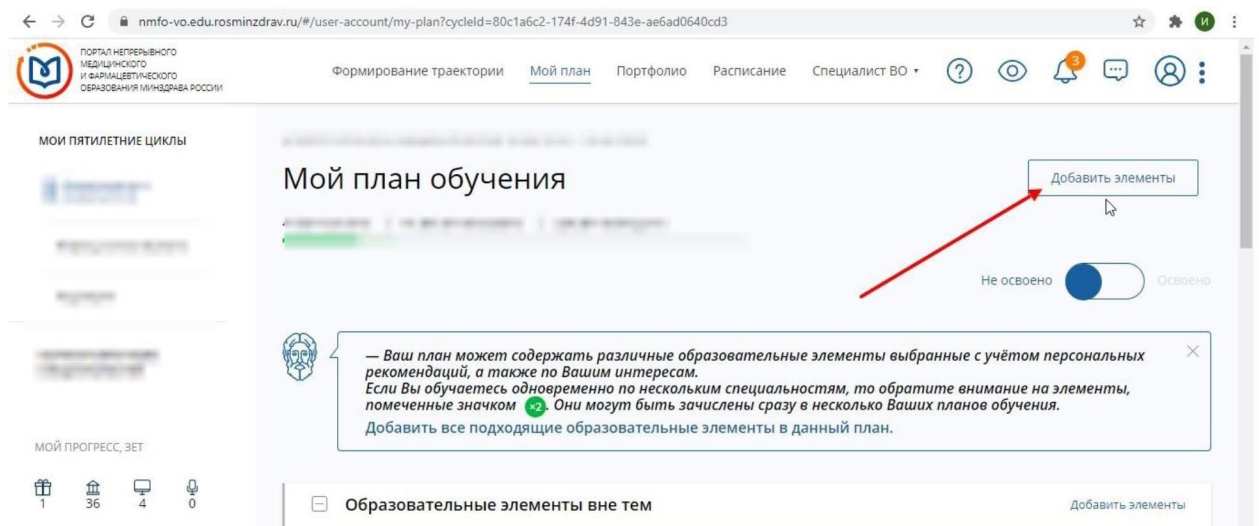 nmfo-vo.edu.rosminzdrav.ru/#/user-account/my-plan?cycleId=80c1a6c2-174f-4d91-843e-ae6ad0640cd3
И
ПОРТАЛ НЕПРЕРЫВНОГО
МЕДИЦИНСКОГО
И ФАРМАЦЕВТИЧЕСКОГО
ОБРАЗОВАНИЯ МИНЗДРАВА РОССИИ
Формирование траектории Мой план Портфолио Расписание Специалист ВО
3
МОИ ПЯТИЛЕТНИЕ ЦИКЛЫ
Мой план обучения
Добавить элементы
Не освоено Освоено
— Ваш план может содержать различные образовательные элементы выбранные с учётом персональных
рекомендаций, а также по Вашим интересам.
Если Вы обучаетесь одновременно по нескольким специальностям, то обратите внимание на элементы,
помеченные значком ×2. Они могут быть зачислены сразу в несколько Ваших планов обучения.
Добавить все подходящие образовательные элементы в данный план.
МОЙ ПРОГРЕСС, ЗЕТ
1 36 4 0
Образовательные элементы вне тем
Добавить элементы